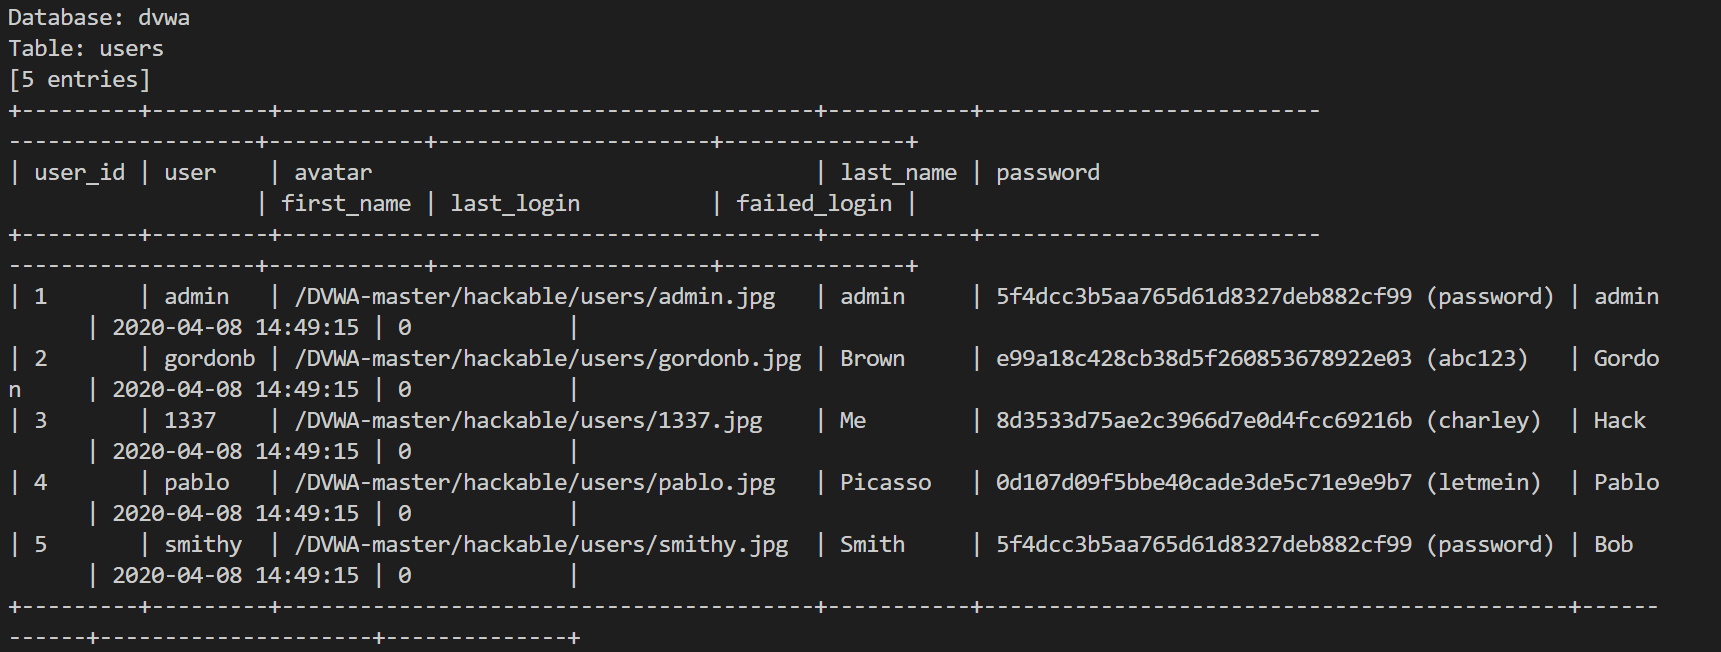 Database: dvwa
Table: users
[5 entries]
+---------+---------+-----------------------------------------+-----------+--------------------------
-------------------+------------+---------------------+--------------+
| user_id | user    | avatar                                  | last_name | password
                   | first_name | last_login          | failed_login |
+---------+---------+-----------------------------------------+-----------+--------------------------
-------------------+------------+---------------------+--------------+
| 1       | admin   | /DVWA-master/hackable/users/admin.jpg   | admin     | 5f4dcc3b5aa765d61d8327deb882cf99 (password) | admin
      | 2020-04-08 14:49:15 | 0            |
| 2       | gordonb | /DVWA-master/hackable/users/gordonb.jpg | Brown     | e99a18c428cb38d5f260853678922e03 (abc123)   | Gordo
n     | 2020-04-08 14:49:15 | 0            |
| 3       | 1337    | /DVWA-master/hackable/users/1337.jpg    | Me        | 8d3533d75ae2c3966d7e0d4fcc69216b (charley)  | Hack
      | 2020-04-08 14:49:15 | 0            |
| 4       | pablo   | /DVWA-master/hackable/users/pablo.jpg   | Picasso   | 0d107d09f5bbe40cade3de5c71e9e9b7 (letmein)  | Pablo
      | 2020-04-08 14:49:15 | 0            |
| 5       | smithy  | /DVWA-master/hackable/users/smithy.jpg  | Smith     | 5f4dcc3b5aa765d61d8327deb882cf99 (password) | Bob
      | 2020-04-08 14:49:15 | 0            |
+---------+---------+-----------------------------------------+-----------+---------------------------------------------+------
------+---------------------+--------------+